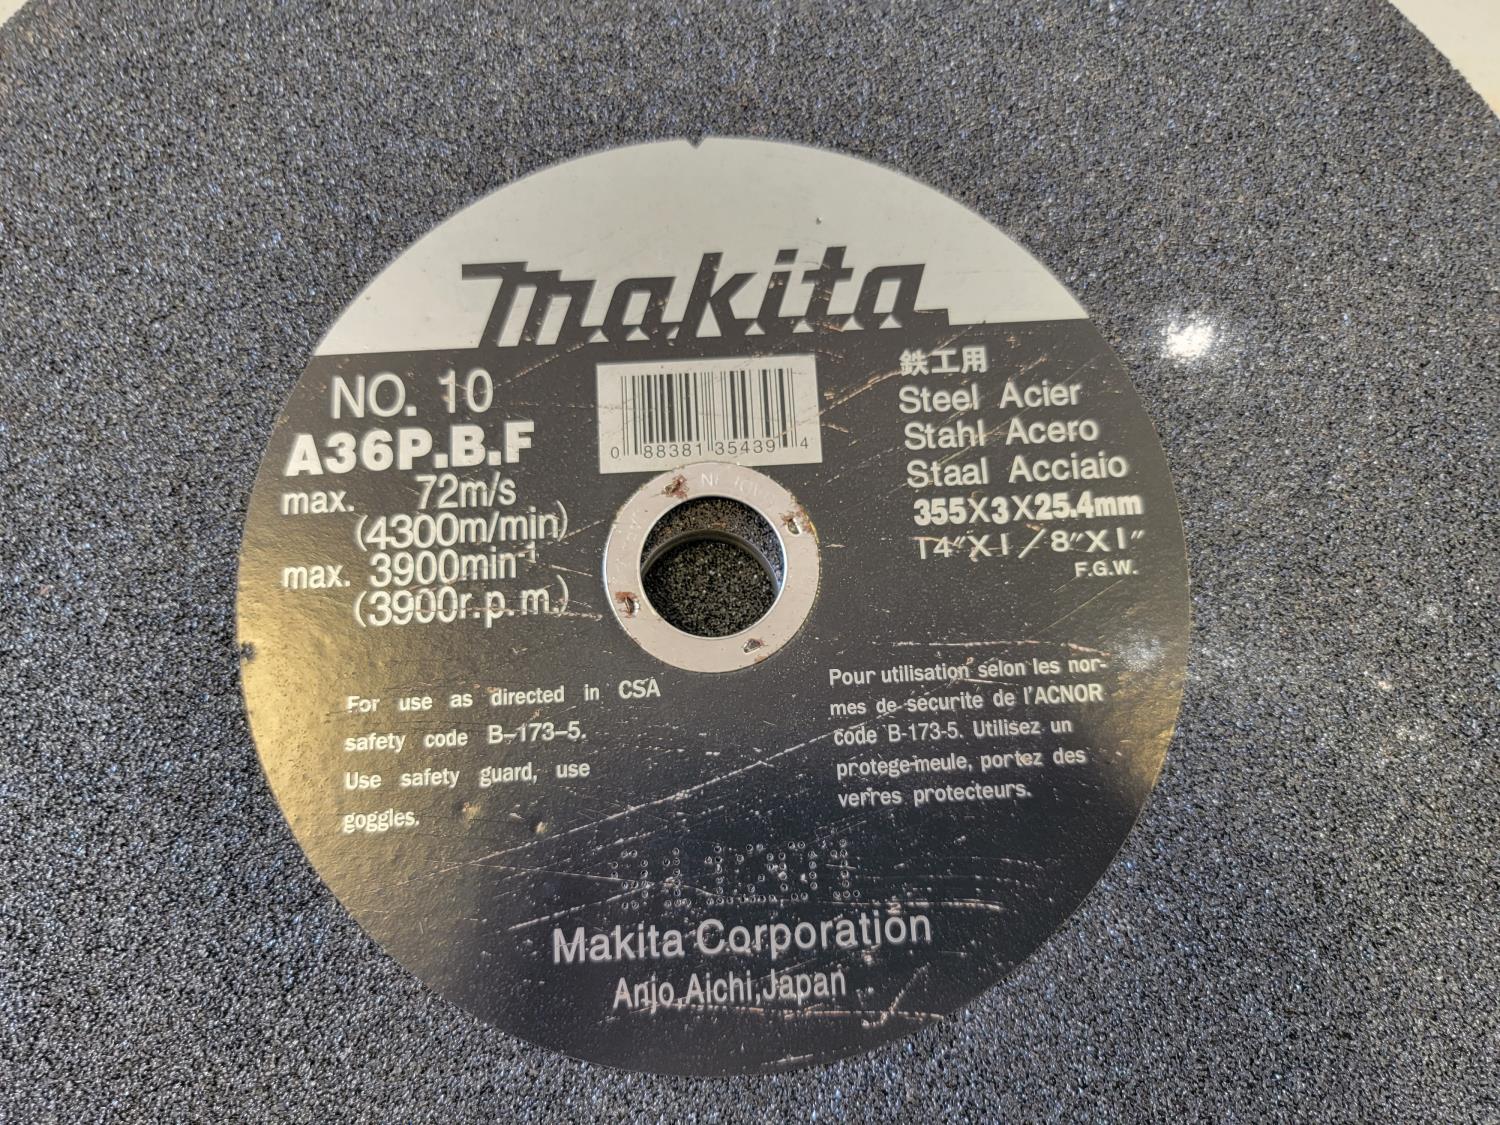 makita
NO. 10
A36P.B.F
max. 72m/s
(4300m/min)
max. 3900min⁻¹
(3900r.p.m.)
0 88381 35439 4
鉄工用
Steel Acier
Stahl Acero
Staal Acciaio
355X3X25.4mm
14"X1/8"X1"
F.G.W.
For use as directed in CSA
safety code B-173-5.
Use safety guard, use
goggles.
Pour utilisation selon les nor-
mes de securite de l'ACNOR
code B-173-5. Utilisez un
protege-meule, portez des
verres protecteurs.
Makita Corporation
Anjo,Aichi,Japan